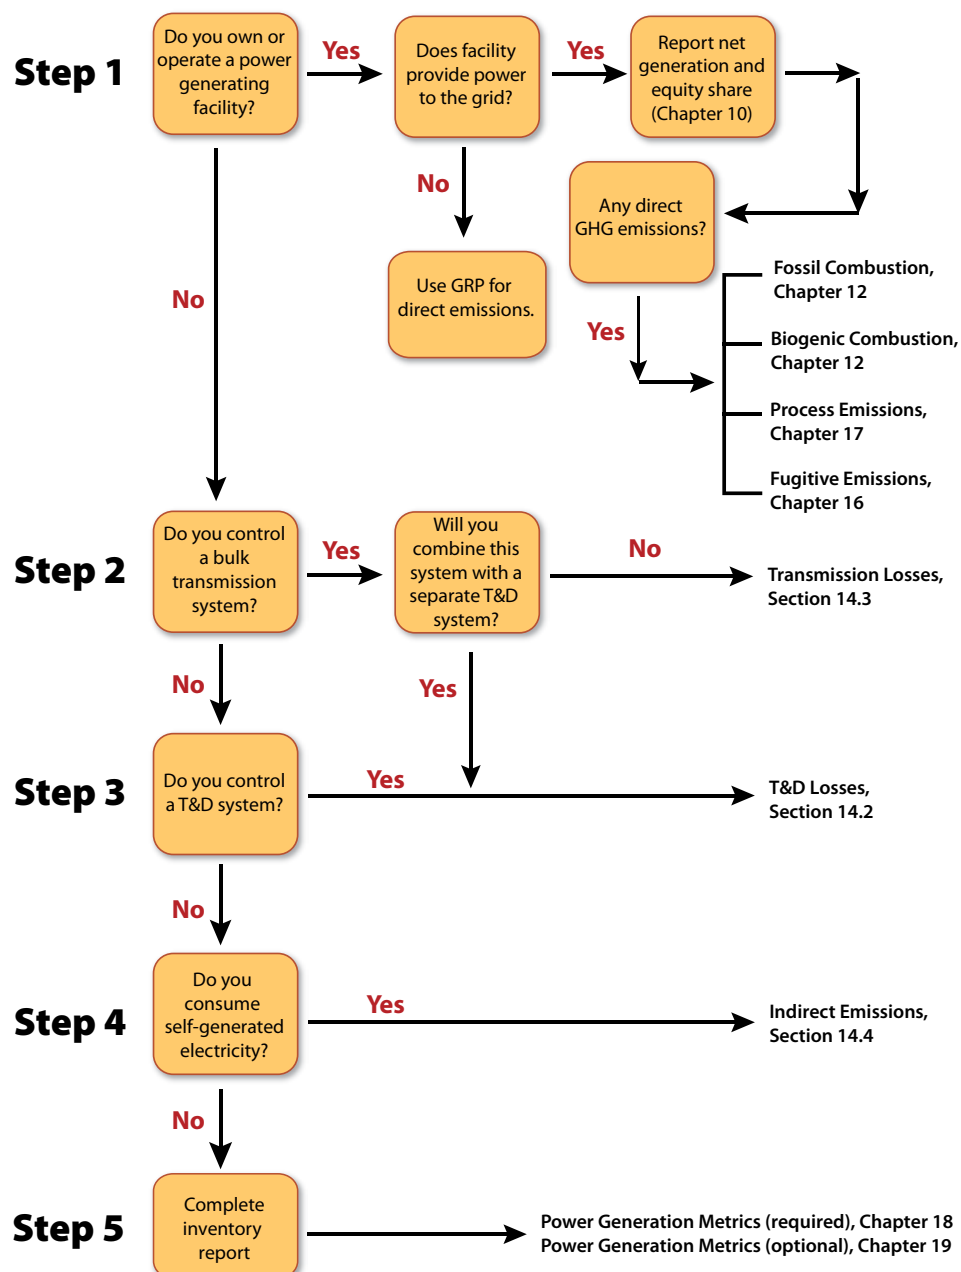 Step 1
Do you own or
operate a power
generating
facility?
Yes
Does facility
provide power
to the grid?
Yes
Report net
generation and
equity share
(Chapter 10)
No
No
Use GRP for
direct emissions.
Any direct
GHG emissions?
Yes
Fossil Combustion,
Chapter 12
Biogenic Combustion,
Chapter 12
Process Emissions,
Chapter 17
Fugitive Emissions,
Chapter 16
Step 2
Do you control
a bulk
transmission
system?
Yes
Will you
combine this
system with a
separate T&D
system?
No
Transmission Losses,
Section 14.3
No
Yes
Step 3
Do you control
a T&D system?
Yes
T&D Losses,
Section 14.2
No
Step 4
Do you
consume
self-generated
electricity?
Yes
Indirect Emissions,
Section 14.4
No
Step 5
Complete
inventory
report
Power Generation Metrics (required), Chapter 18
Power Generation Metrics (optional), Chapter 19